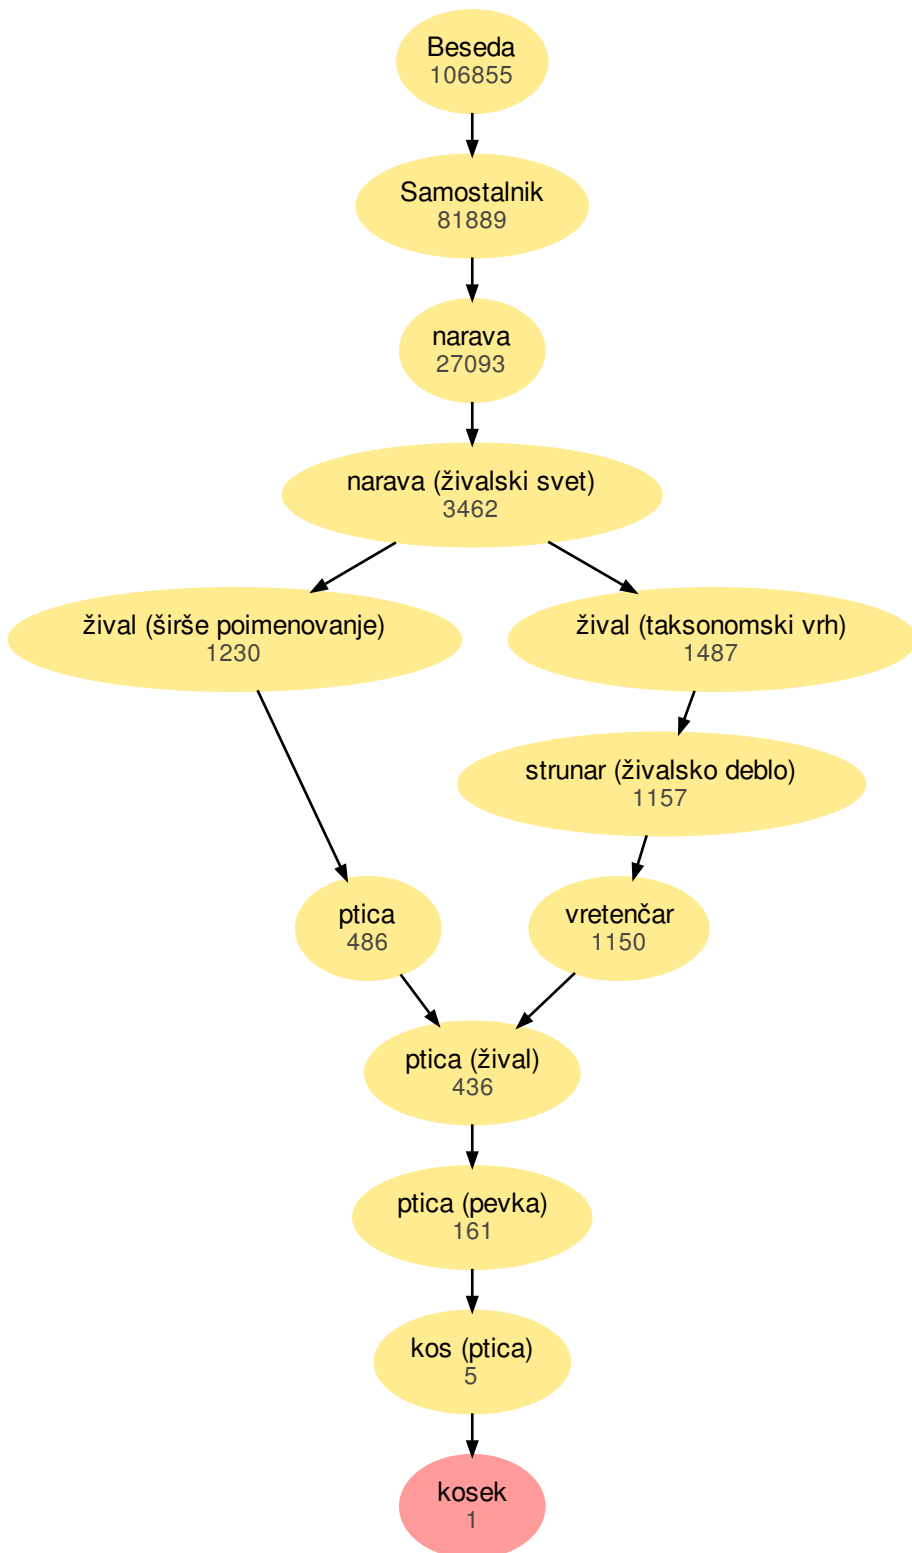 Beseda
106855
Samostalnik
81889
narava
27093
narava (živalski svet)
3462
žival (širše poimenovanje)
1230
žival (taksonomski vrh)
1487
strunar (živalsko deblo)
1157
ptica
486
vretenčar
1150
ptica (žival)
436
ptica (pevka)
161
kos (ptica)
5
kosek
1